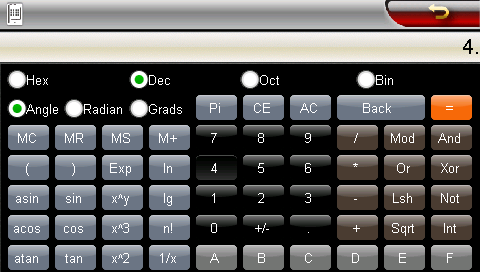 4.
Hex Dec Oct Bin
Angle Radian Grads Pi CE AC Back =
MC MR MS M+ 7 8 9 / Mod And
( ) Exp ln 4 5 6 * Or Xor
asin sin x^y lg 1 2 3 - Lsh Not
acos cos x^3 n! 0 +/- . + Sqrt Int
atan tan x^2 1/x A B C D E F